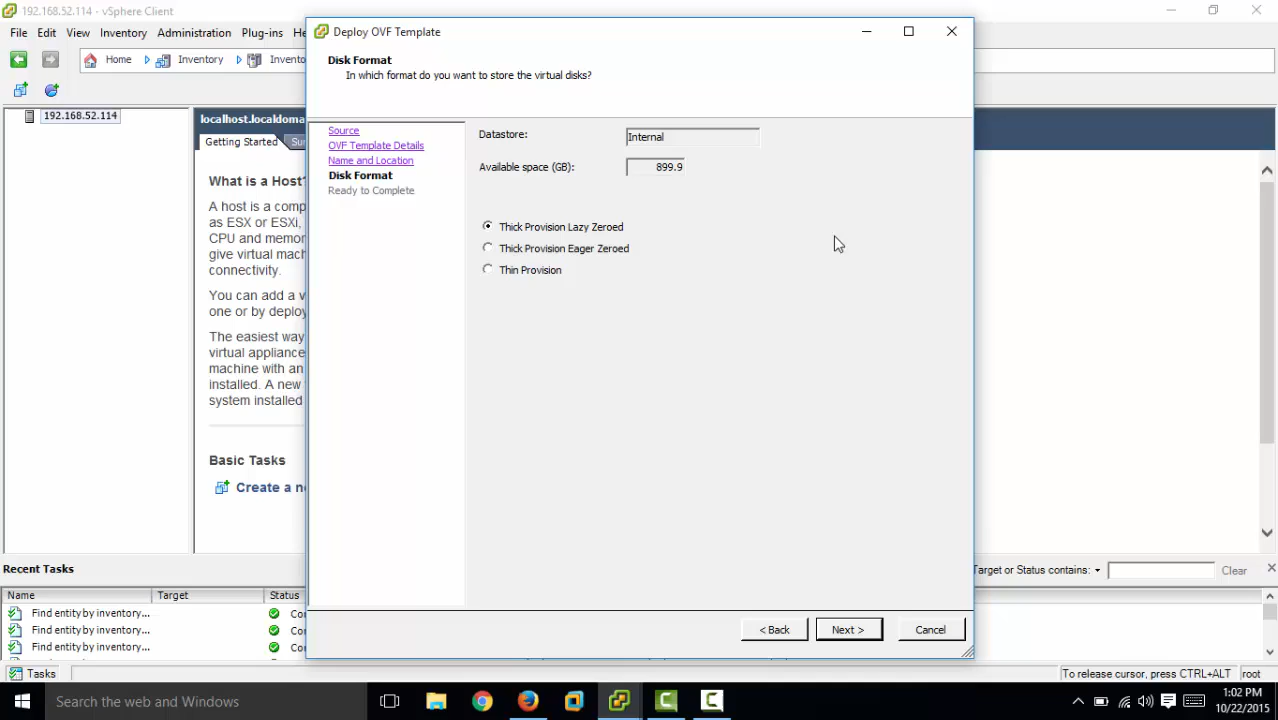 192.168.52.114 - vSphere Client
File Edit View Inventory Administration Plug-ins He
Home Inventory Invento
192.168.52.114
localhost.localdoma
Getting Started Su
What is a Host?
A host is a comp
as ESX or ESXi,
CPU and memor
give virtual mach
connectivity.
You can add a v
one or by deploy
The easiest way
virtual appliance
machine with an
installed. A new
system installed
Basic Tasks
Create a ne
Deploy OVF Template
Disk Format
In which format do you want to store the virtual disks?
Source
OVF Template Details
Name and Location
Disk Format
Ready to Complete
Datastore: Internal
Available space (GB): 899.9
Thick Provision Lazy Zeroed
Thick Provision Eager Zeroed
Thin Provision
< Back Next > Cancel
Recent Tasks
Target or Status contains: Clear
Name Target Status
Find entity by inventory... Co
Find entity by inventory... Co
Find entity by inventory... Co
Tasks
To release cursor, press CTRL+ALT root
Search the web and Windows
1:02 PM
10/22/2015